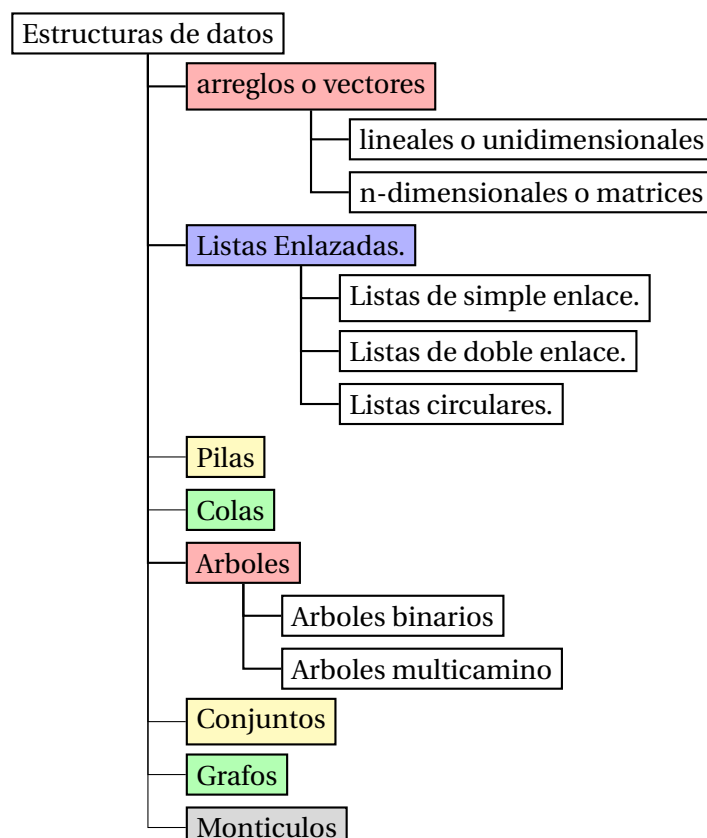 Estructuras de datos
arreglos o vectores
lineales o unidimensionales
n-dimensionales o matrices
Listas Enlazadas.
Listas de simple enlace.
Listas de doble enlace.
Listas circulares.
Pilas
Colas
Arboles
Arboles binarios
Arboles multicamino
Conjuntos
Grafos
Monticulos